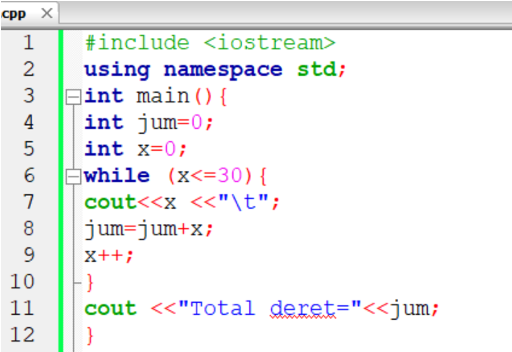 cpp ×
1 #include <iostream>
2 using namespace std;
3 int main(){
4 int jum=0;
5 int x=0;
6 while (x<=30){
7 cout<<x <<"\t";
8 jum=jum+x;
9 x++;
10 }
11 cout <<"Total deret="<<jum;
12 }